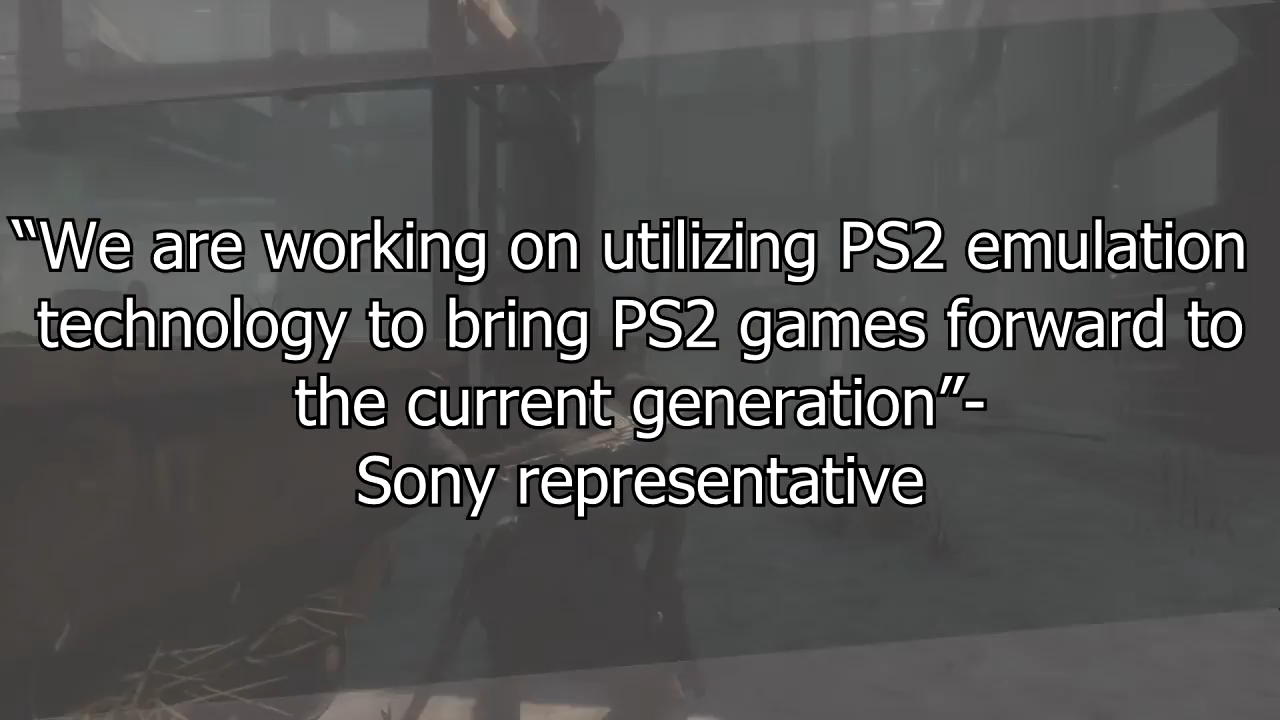 “We are working on utilizing PS2 emulation
technology to bring PS2 games forward to
the current generation”-
Sony representative